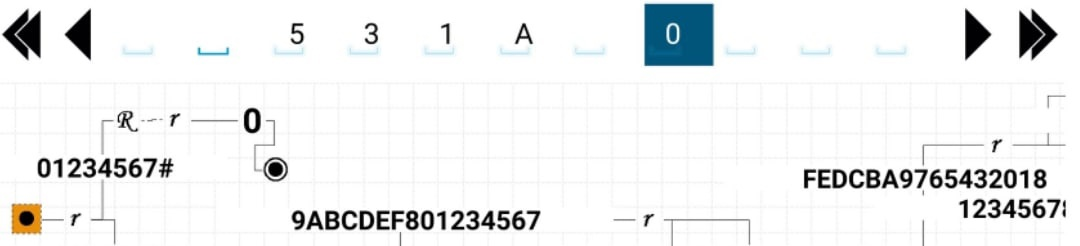 5 3 1 A 0
R r 0
r
01234567#
FEDCBA9765432018
12345678
r 9ABCDEF801234567 r